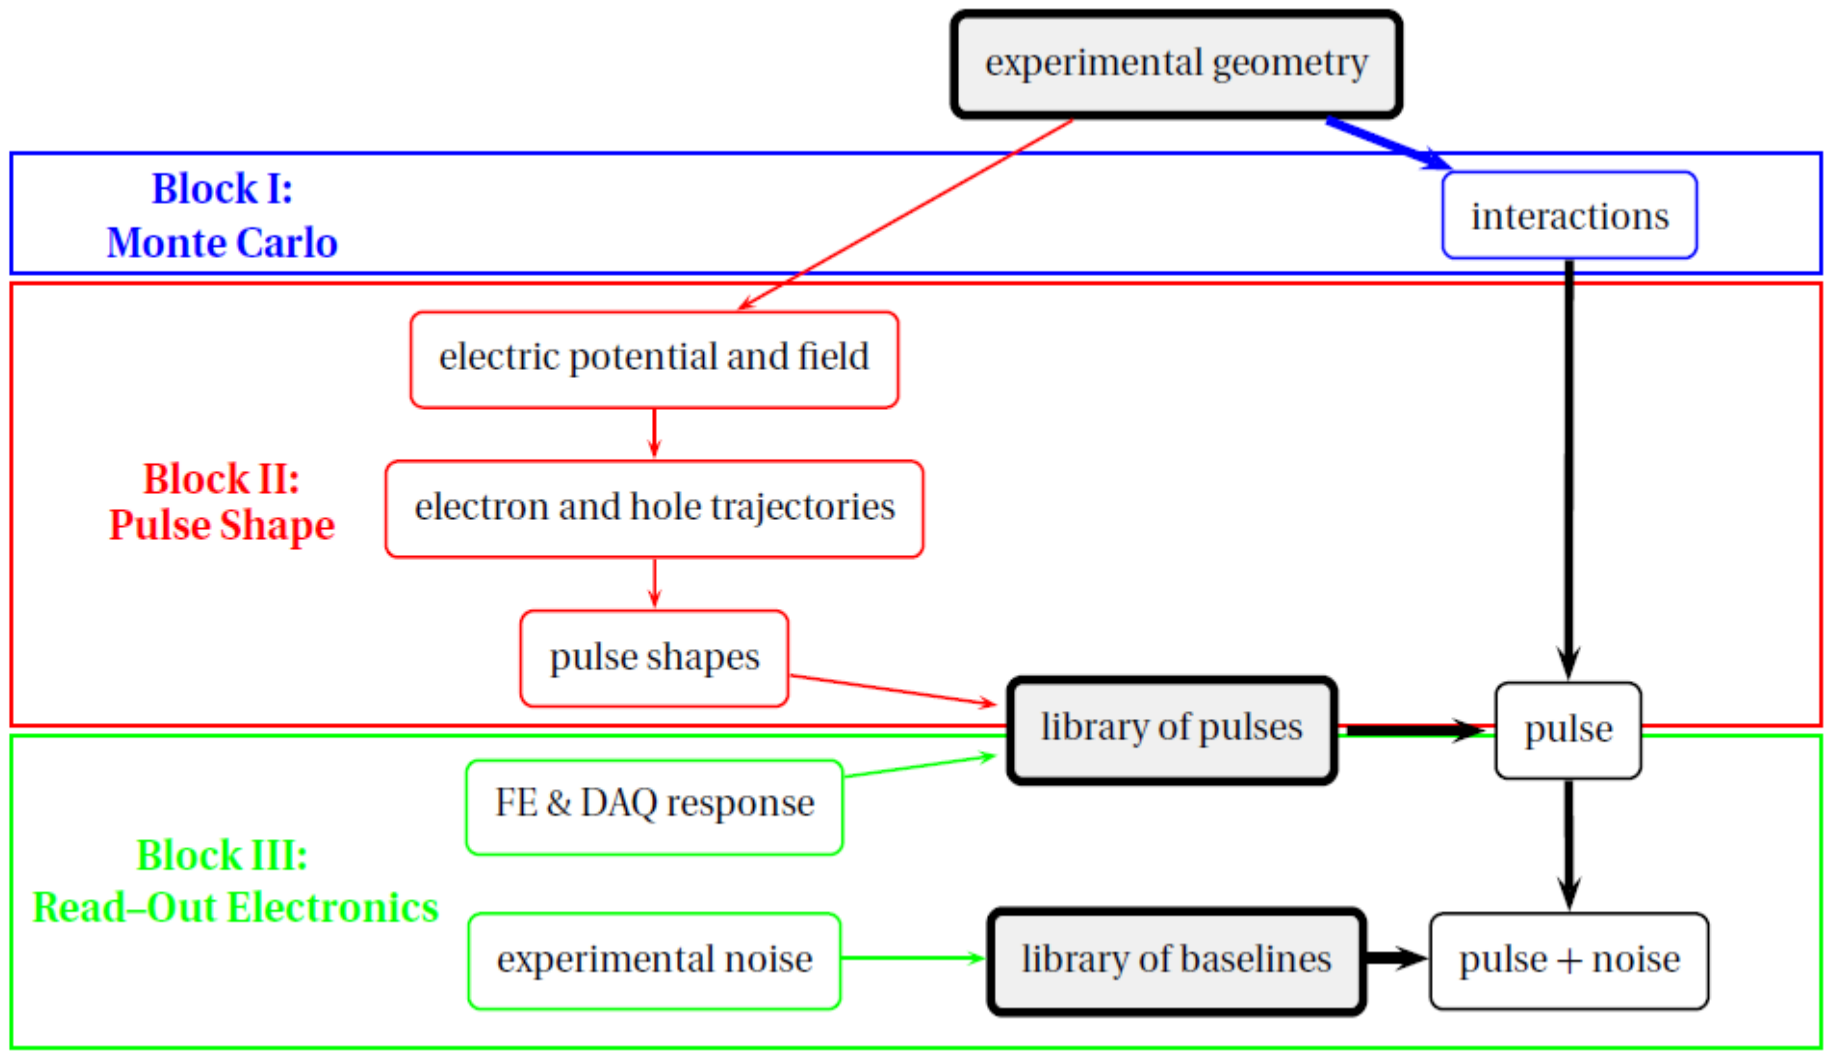 experimental geometry
Block I:
Monte Carlo
interactions
electric potential and field
Block II:
Pulse Shape
electron and hole trajectories
pulse shapes
library of pulses
pulse
FE & DAQ response
Block III:
Read–Out Electronics
experimental noise
library of baselines
pulse + noise